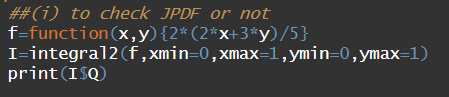 ##(i) to check JPDF or not
f=function(x,y){2*(2*x+3*y)/5}
I=integral2(f,xmin=0,xmax=1,ymin=0,ymax=1)
print(I$Q)